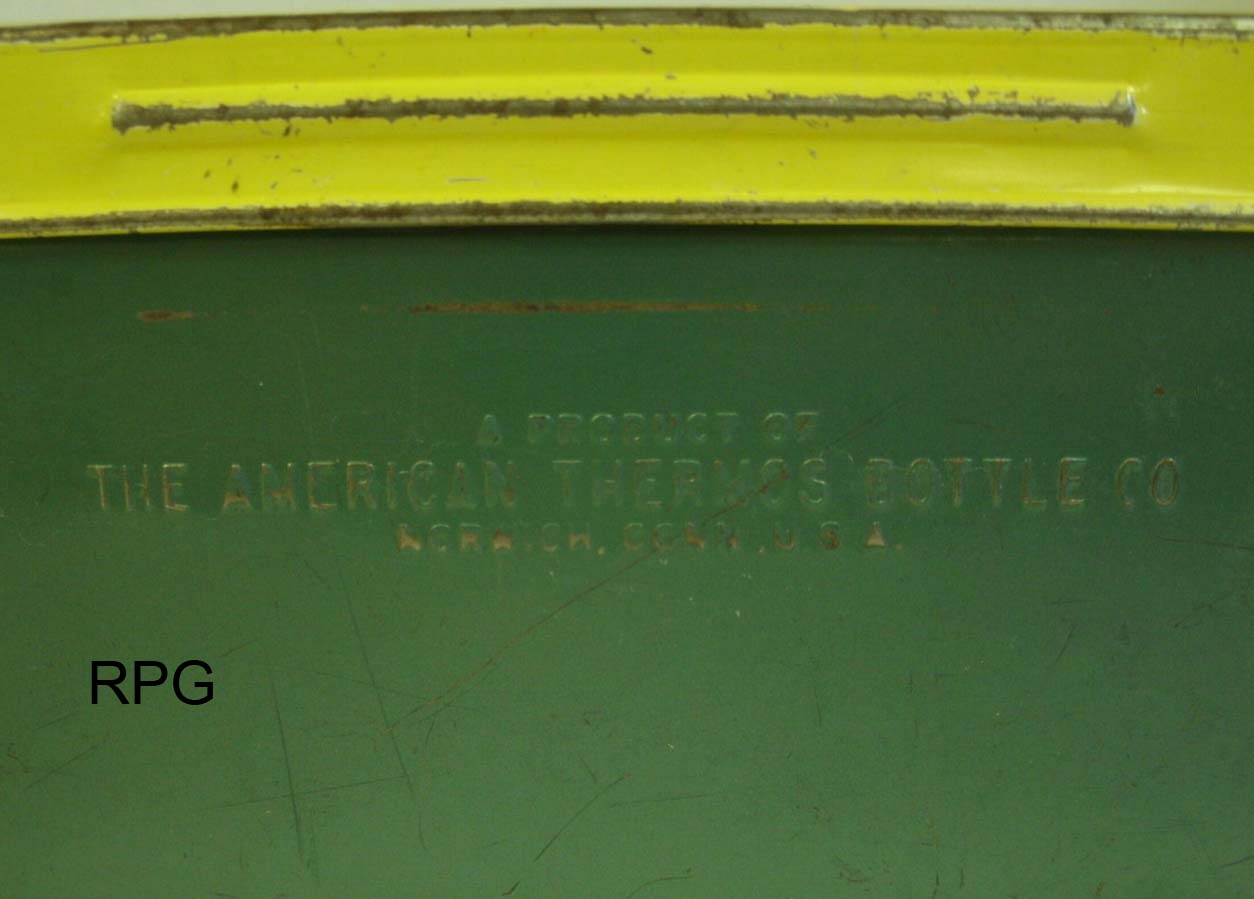 A PRODUCT OF
THE AMERICAN THERMOS BOTTLE CO
NORWICH, CONN., U.S.A.
RPG